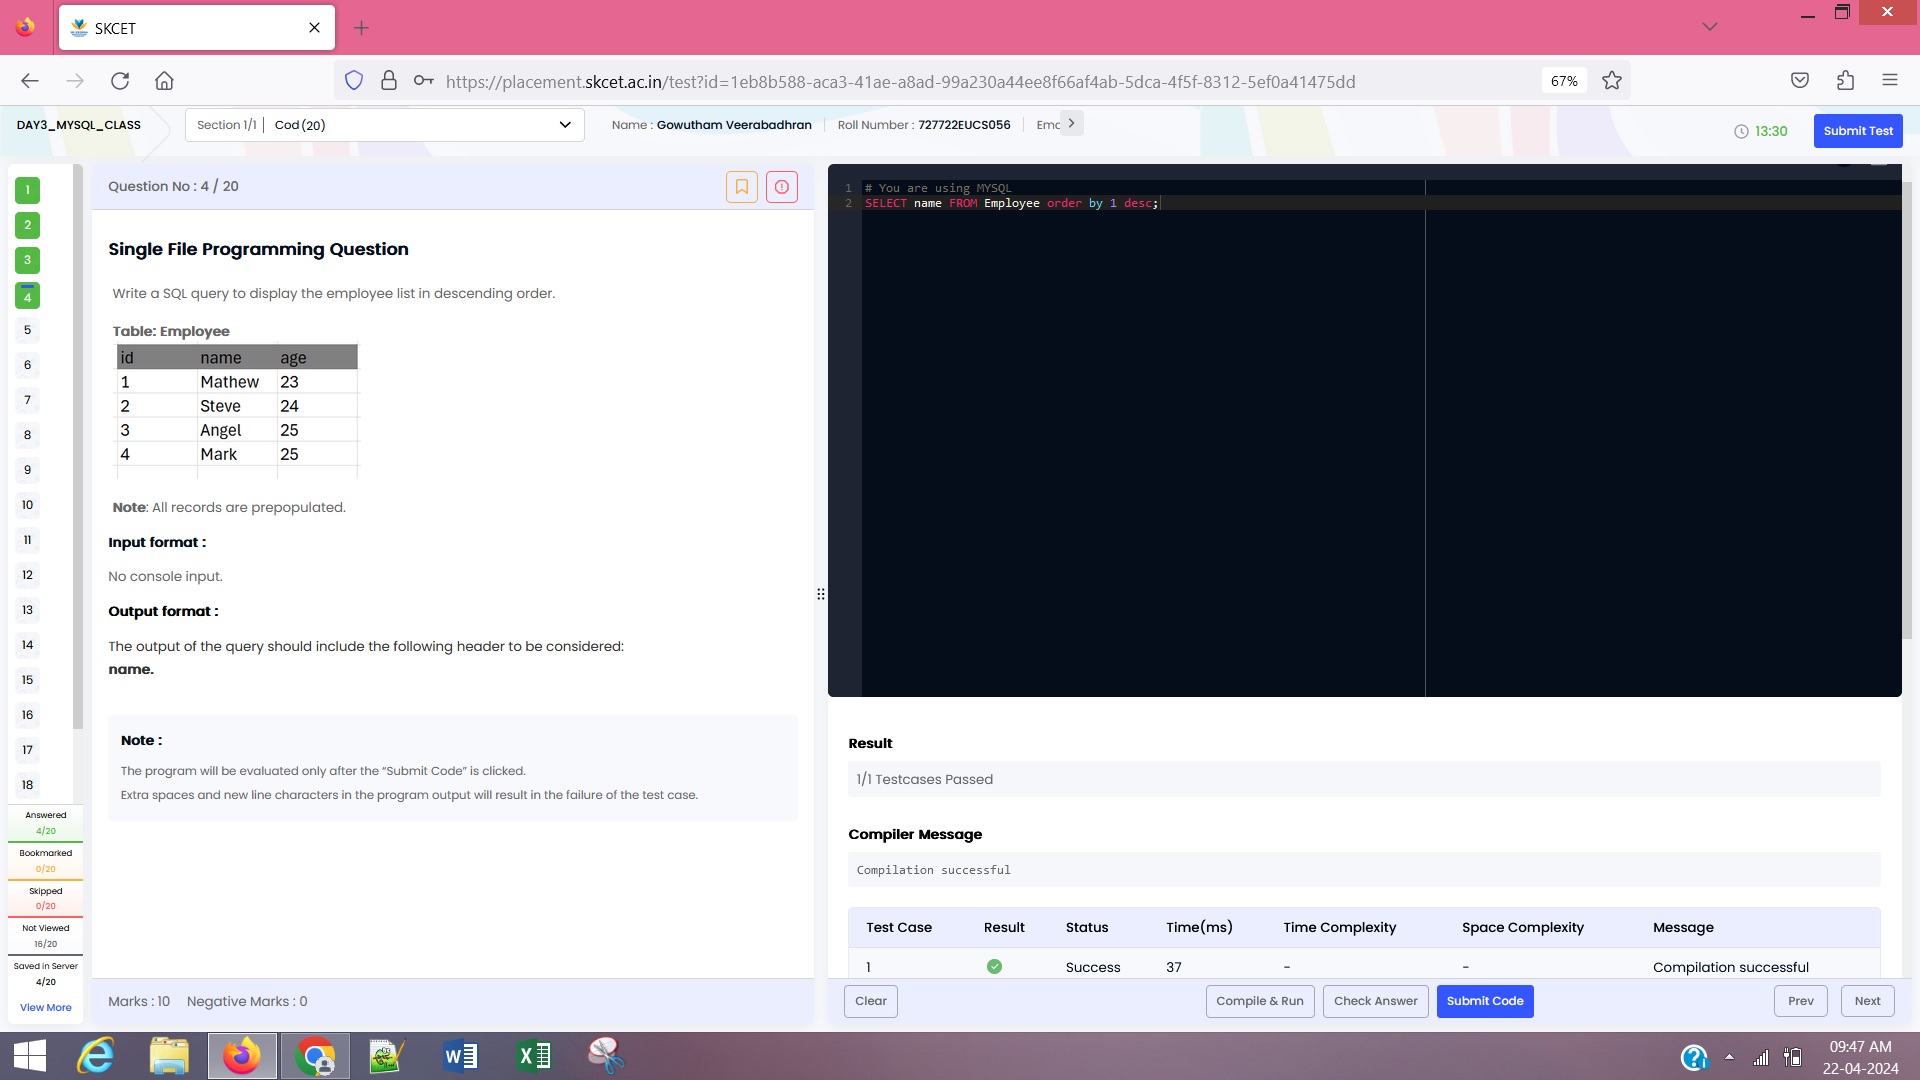 SKCET
https://placement.skcet.ac.in/test?id=1eb8b588-aca3-41ae-a8ad-99a230a44ee8f66af4ab-5dca-4f5f-8312-5ef0a41475dd
67%
DAY3_MYSQL_CLASS
Section 1/1 | Cod (20)
Name : Gowutham Veerabadhran
Roll Number : 727722EUCS056
Ema
13:30
Submit Test
1
2
3
4
5
6
7
8
9
10
11
12
13
14
15
16
17
18
Answered
4/20
Bookmarked
0/20
Skipped
0/20
Not Viewed
16/20
Saved in Server
4/20
View More
Question No : 4 / 20
Single File Programming Question
Write a SQL query to display the employee list in descending order.
Table: Employee
id name age
1 Mathew 23
2 Steve 24
3 Angel 25
4 Mark 25
Note: All records are prepopulated.
Input format :
No console input.
Output format :
The output of the query should include the following header to be considered:
name.
Note :
The program will be evaluated only after the “Submit Code” is clicked.
Extra spaces and new line characters in the program output will result in the failure of the test case.
Marks : 10 Negative Marks : 0
1 # You are using MYSQL
2 SELECT name FROM Employee order by 1 desc;
Result
1/1 Testcases Passed
Compiler Message
Compilation successful
Test Case Result Status Time(ms) Time Complexity Space Complexity Message
1 Success 37 - - Compilation successful
Clear
Compile & Run
Check Answer
Submit Code
Prev
Next
09:47 AM
22-04-2024